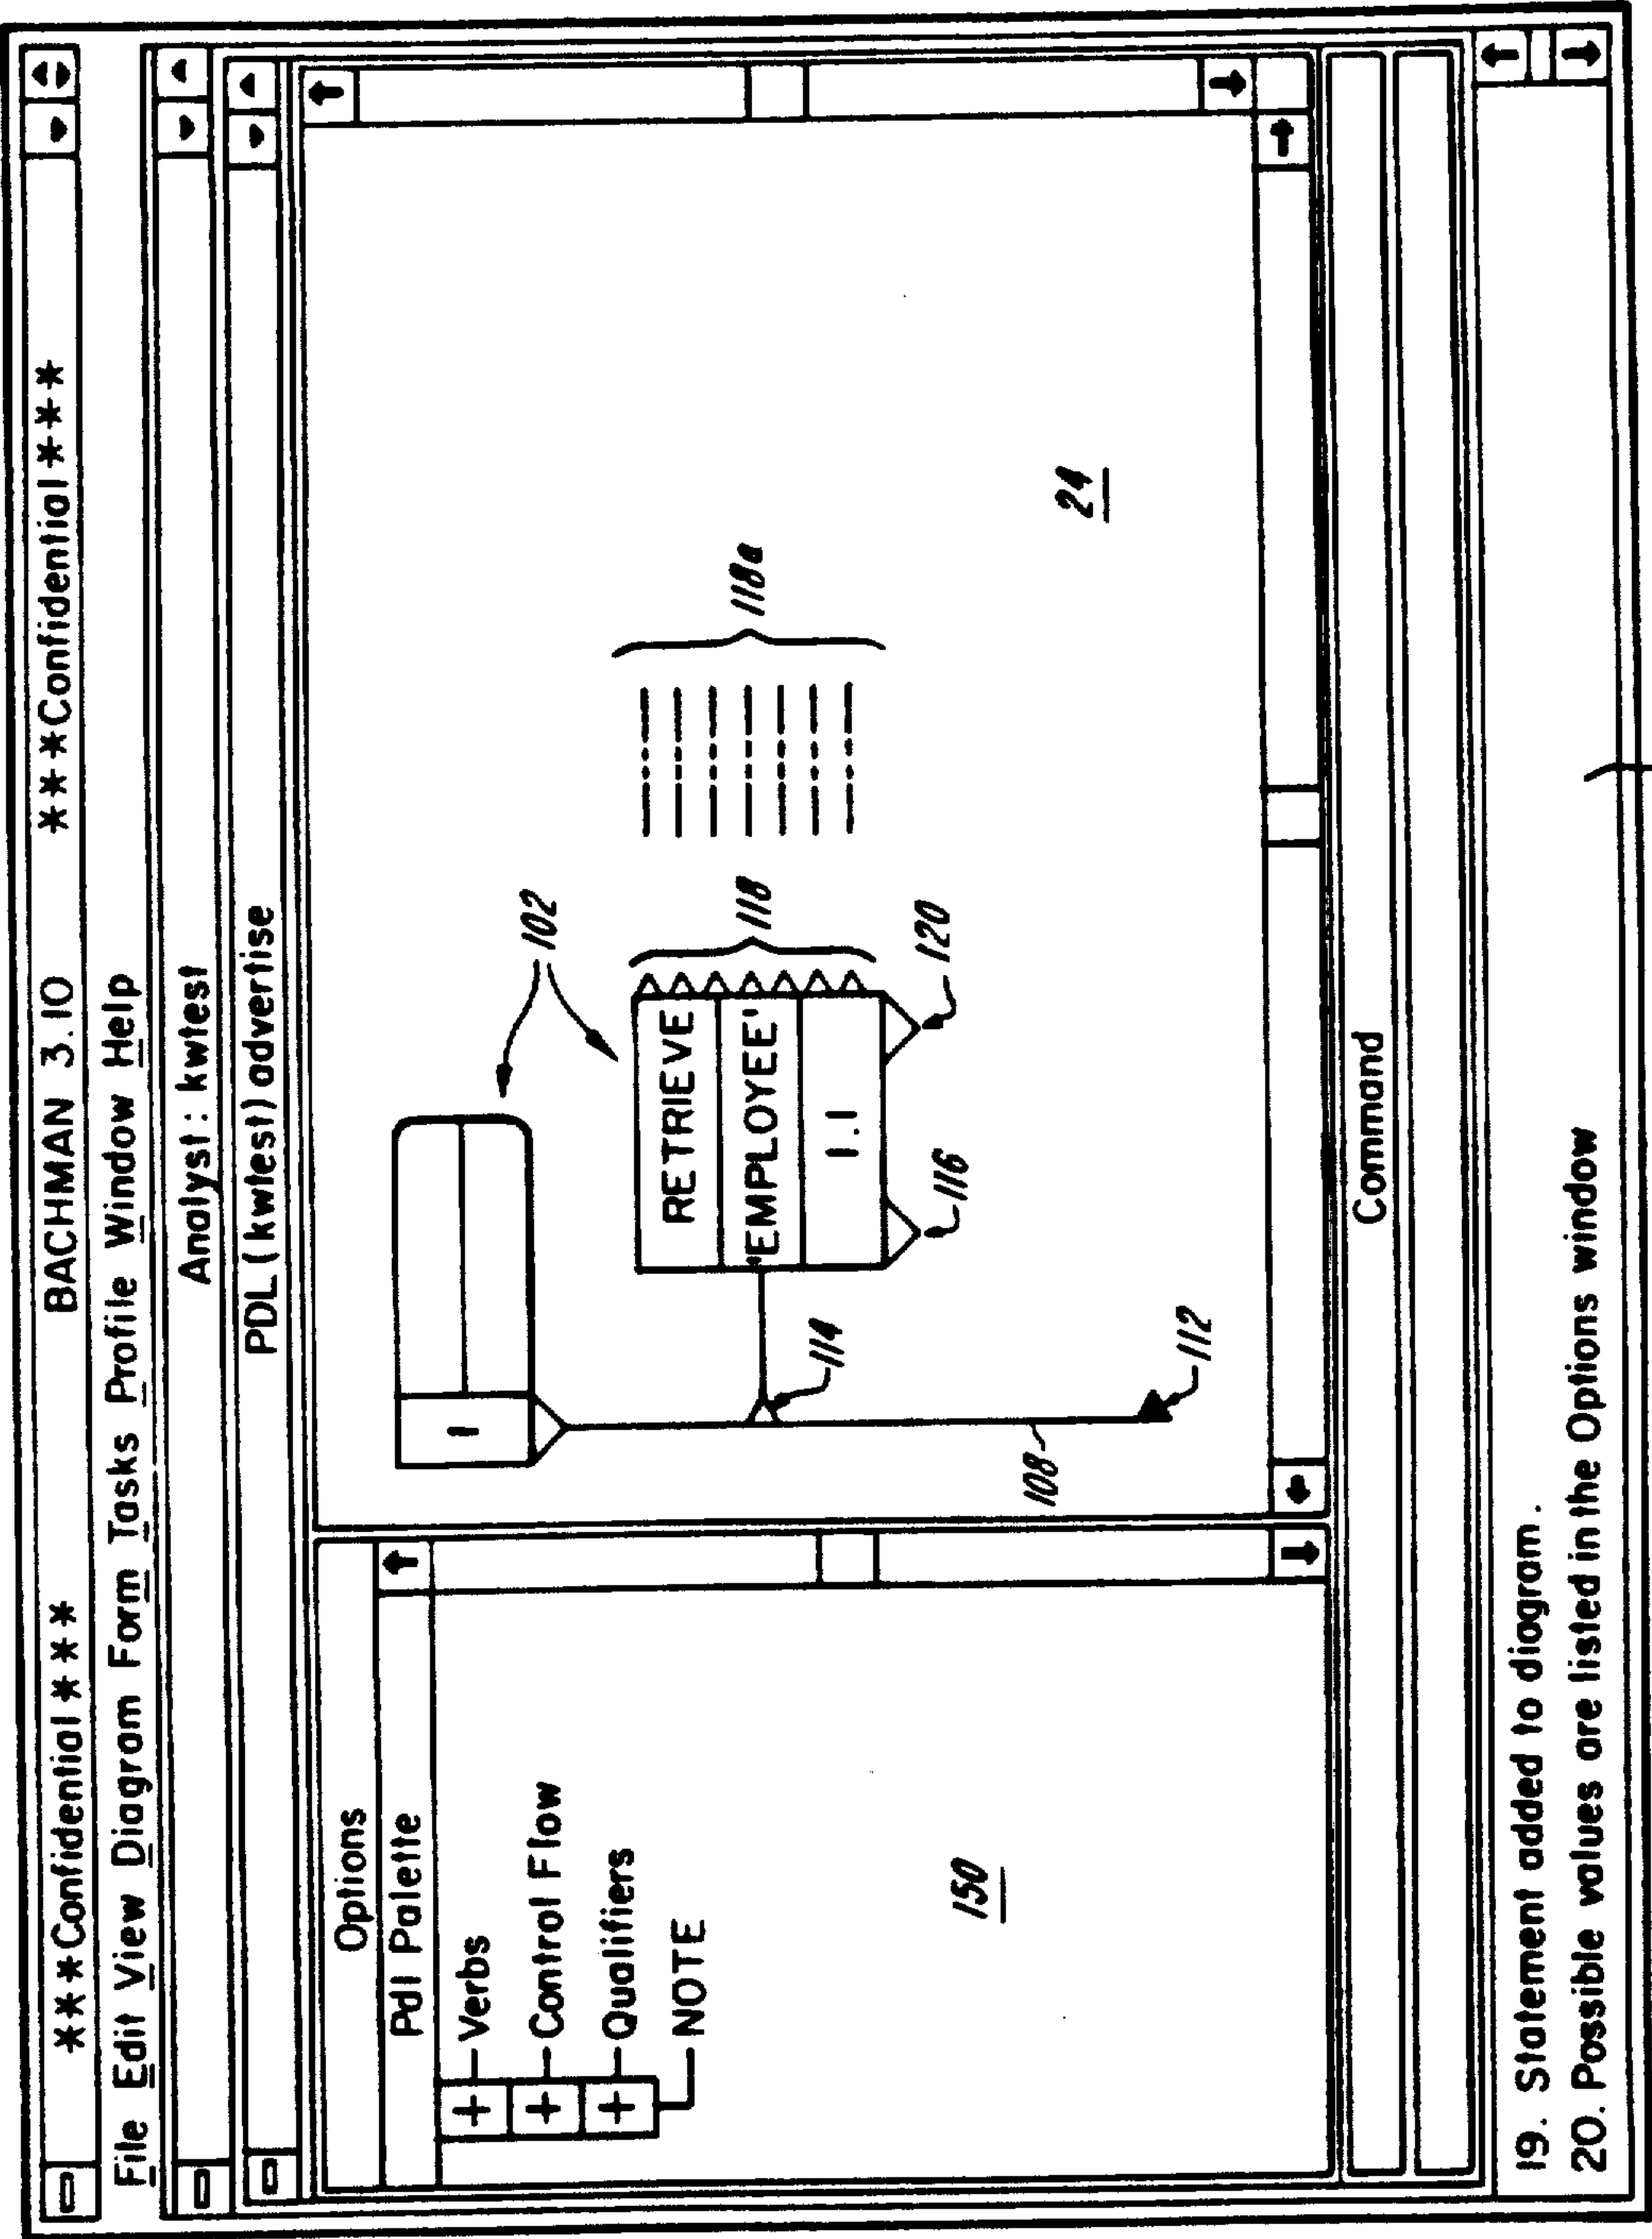 ***Confidential*** BACHMAN 3.10 ***Confidential***
File Edit View Diagram Form Tasks Profile Window Help
Analyst: kwtest
PDL(kwtest) advertise
Options
Pdl Palette
+ Verbs
+ Control Flow
+ Qualifiers
NOTE
150
1
102
RETRIEVE
'EMPLOYEE'
1.1
118
118a
114
116
120
108
112
24
Command
19. Statement added to diagram.
20. Possible values are listed in the Options window